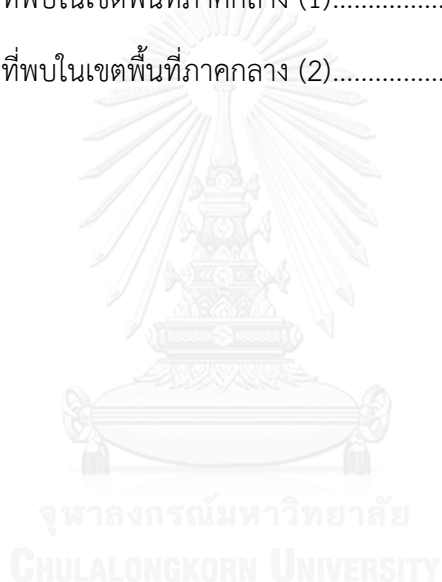 ที่พบในเขตพื้นที่ภาคกลาง (1)................
ที่พบในเขตพื้นที่ภาคกลาง (2)................
จุฬาลงกรณ์มหาวิทยาลัย
CHULALONGKORN UNIVERSITY